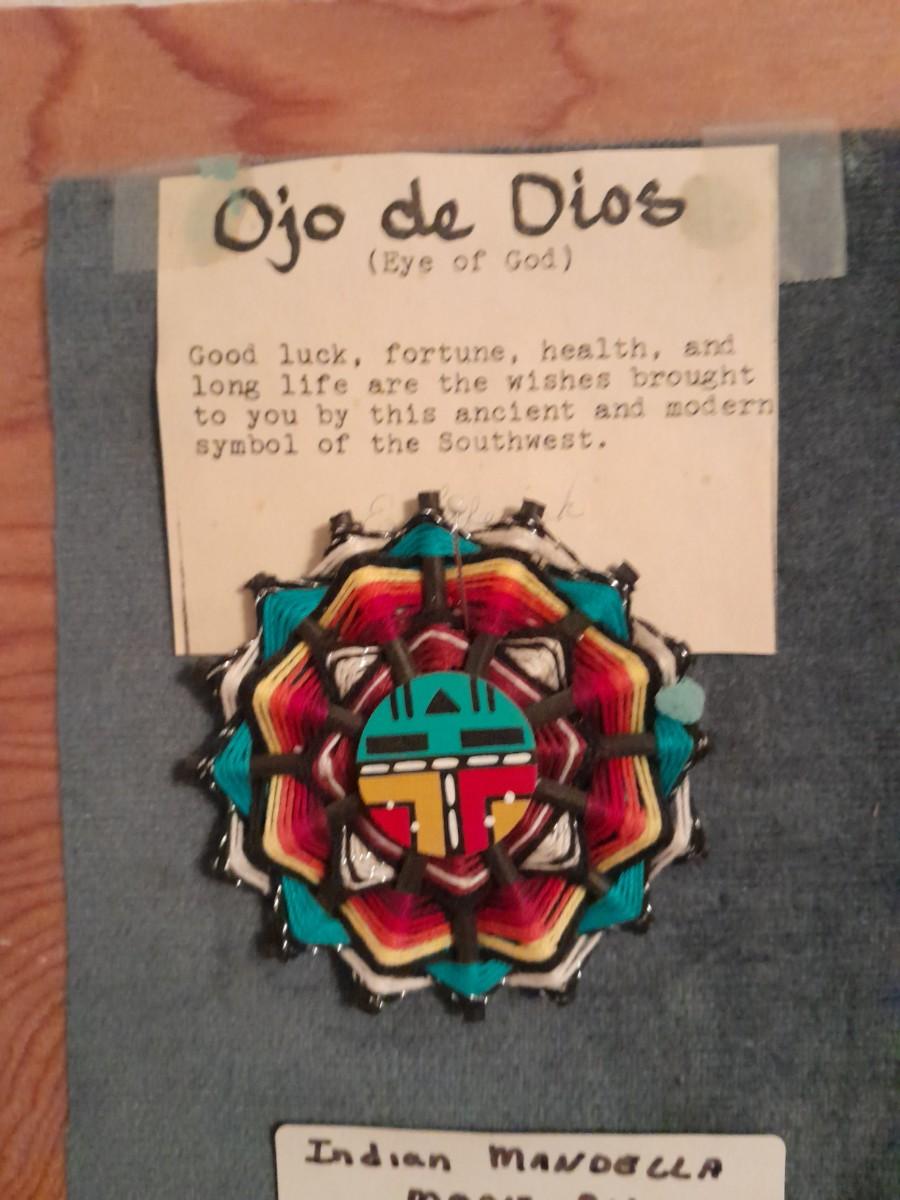 Ojo de Dios
(Eye of God)
Good luck, fortune, health, and
long life are the wishes brought
to you by this ancient and modern
symbol of the Southwest.
Indian MANDELLA